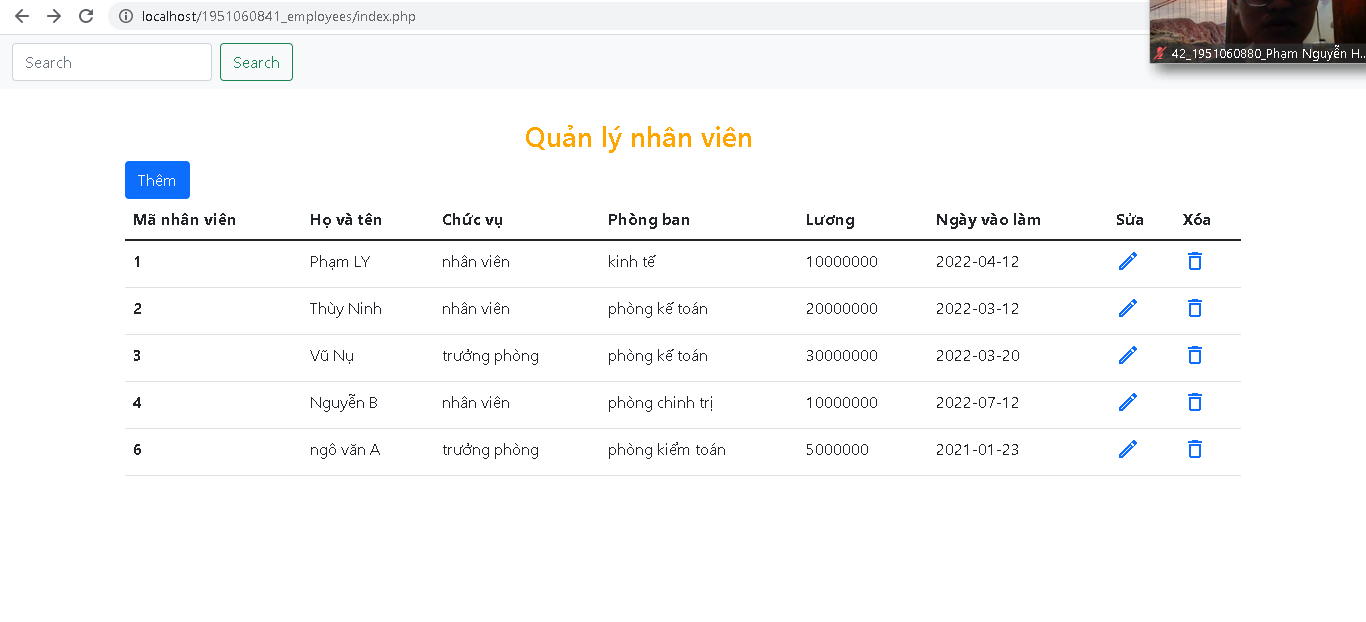 localhost/1951060841_employees/index.php
42_1951060880_Phạm Nguyễn H...
Search Search
Quản lý nhân viên
Thêm
Mã nhân viên Họ và tên Chức vụ Phòng ban Lương Ngày vào làm Sửa Xóa
1 Phạm LY nhân viên kinh tế 10000000 2022-04-12
2 Thùy Ninh nhân viên phòng kế toán 20000000 2022-03-12
3 Vũ Nụ trưởng phòng phòng kế toán 30000000 2022-03-20
4 Nguyễn B nhân viên phòng chinh trị 10000000 2022-07-12
6 ngô văn A trưởng phòng phòng kiểm toán 5000000 2021-01-23